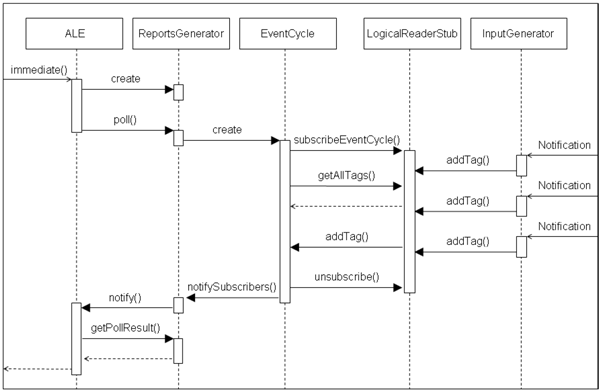 ALE ReportsGenerator EventCycle LogicalReaderStub InputGenerator
immediate()
create
poll()
create
subscribeEventCycle()
Notification
addTag()
getAllTags()
Notification
addTag()
addTag()
Notification
addTag()
unsubscribe()
notifySubscribers()
notify()
getPollResult()